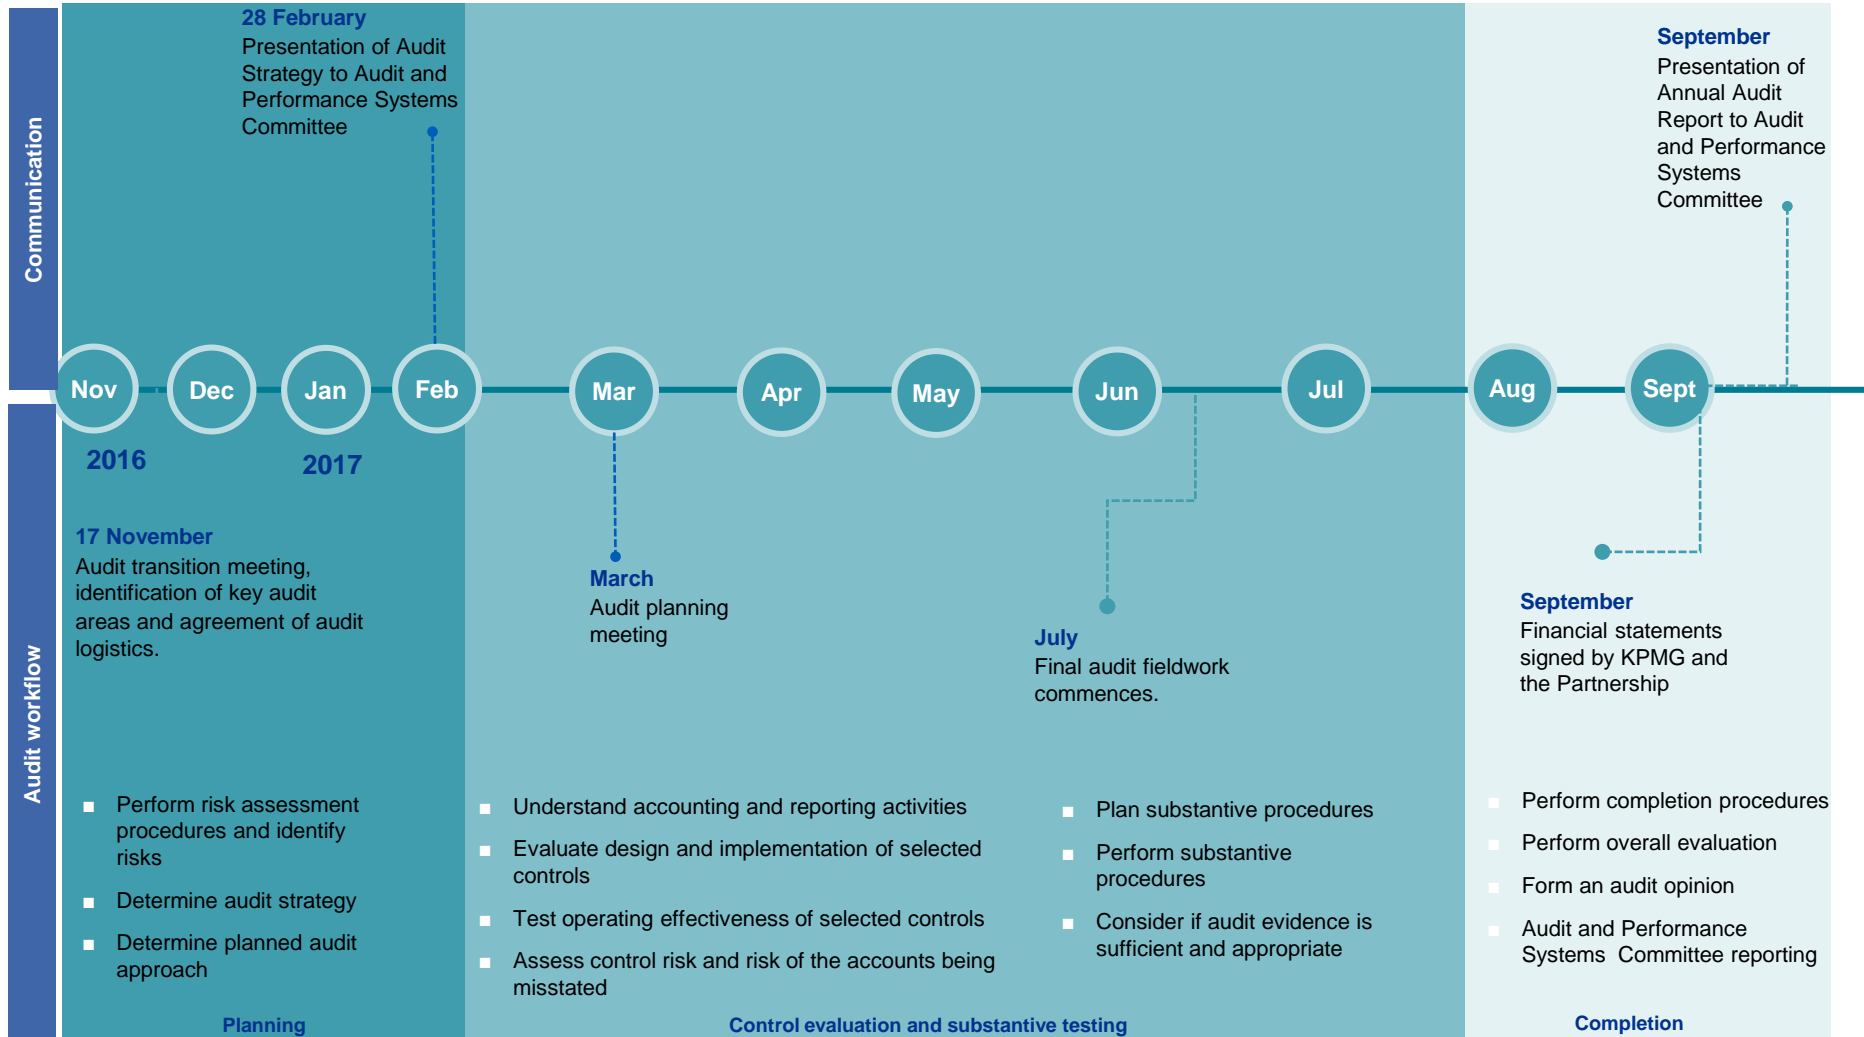 Communication
28 February
Presentation of Audit
Strategy to Audit and
Performance Systems
Committee
September
Presentation of
Annual Audit
Report to Audit
and Performance
Systems
Committee
Nov
Dec
Jan
Feb
Mar
Apr
May
Jun
Jul
Aug
Sept
2016
2017
Audit workflow
17 November
Audit transition meeting,
identification of key audit
areas and agreement of audit
logistics.
March
Audit planning
meeting
July
Final audit fieldwork
commences.
September
Financial statements
signed by KPMG and
the Partnership
■ Perform risk assessment
procedures and identify
risks
■ Determine audit strategy
■ Determine planned audit
approach
■ Understand accounting and reporting activities
■ Evaluate design and implementation of selected
controls
■ Test operating effectiveness of selected controls
■ Assess control risk and risk of the accounts being
misstated
■ Plan substantive procedures
■ Perform substantive
procedures
■ Consider if audit evidence is
sufficient and appropriate
■ Perform completion procedures
■ Perform overall evaluation
■ Form an audit opinion
■ Audit and Performance
Systems  Committee reporting
Planning
Control evaluation and substantive testing
Completion